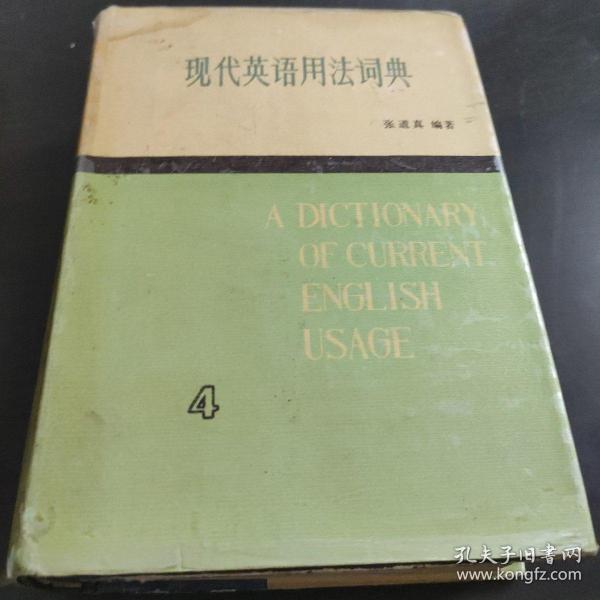 现代英语用法词典
张道真 编著
A DICTIONARY
OF CURRENT
ENGLISH
USAGE
4
孔夫子旧书网
www.kongfz.com